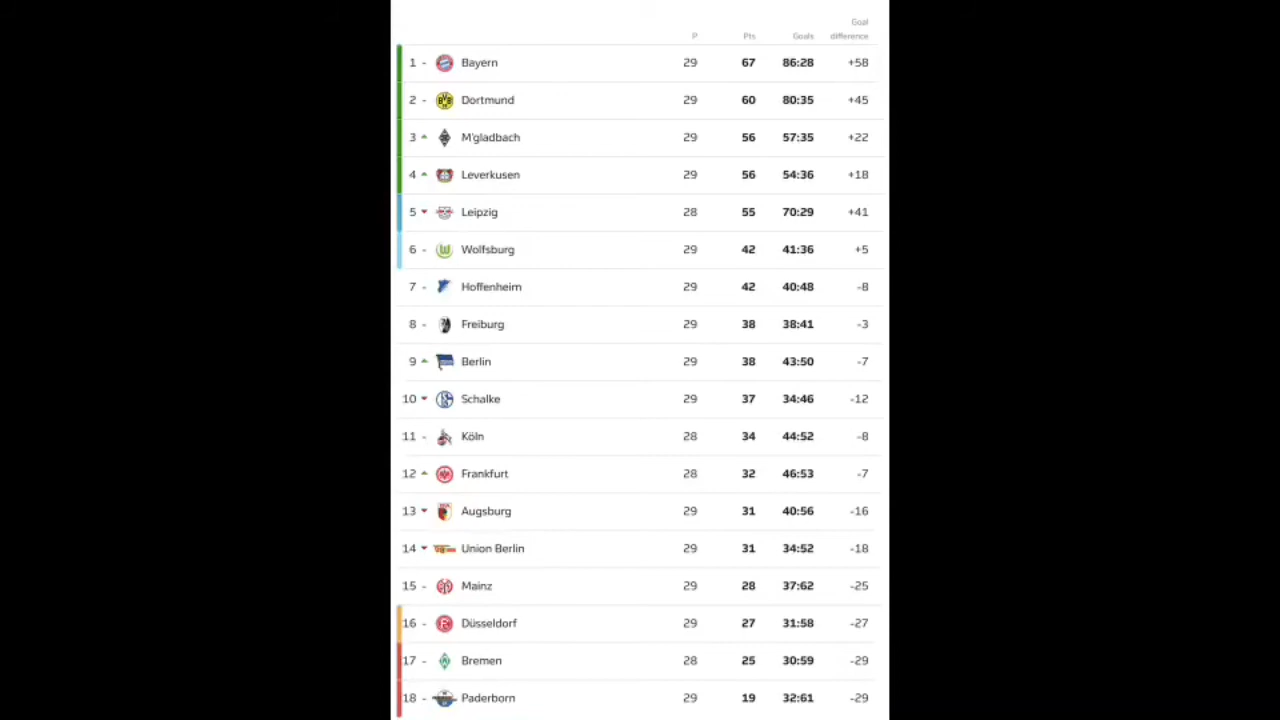 Goal
P Pts Goals difference
1 - Bayern 29 67 86:28 +58
2 - Dortmund 29 60 80:35 +45
3 M'gladbach 29 56 57:35 +22
4 Leverkusen 29 56 54:36 +18
5 Leipzig 28 55 70:29 +41
6 - Wolfsburg 29 42 41:36 +5
7 - Hoffenheim 29 42 40:48 -8
8 - Freiburg 29 38 38:41 -3
9 Berlin 29 38 43:50 -7
10 Schalke 29 37 34:46 -12
11 - Köln 28 34 44:52 -8
12 Frankfurt 28 32 46:53 -7
13 Augsburg 29 31 40:56 -16
14 Union Berlin 29 31 34:52 -18
15 - Mainz 29 28 37:62 -25
16 - Düsseldorf 29 27 31:58 -27
17 - Bremen 28 25 30:59 -29
18 - Paderborn 29 19 32:61 -29